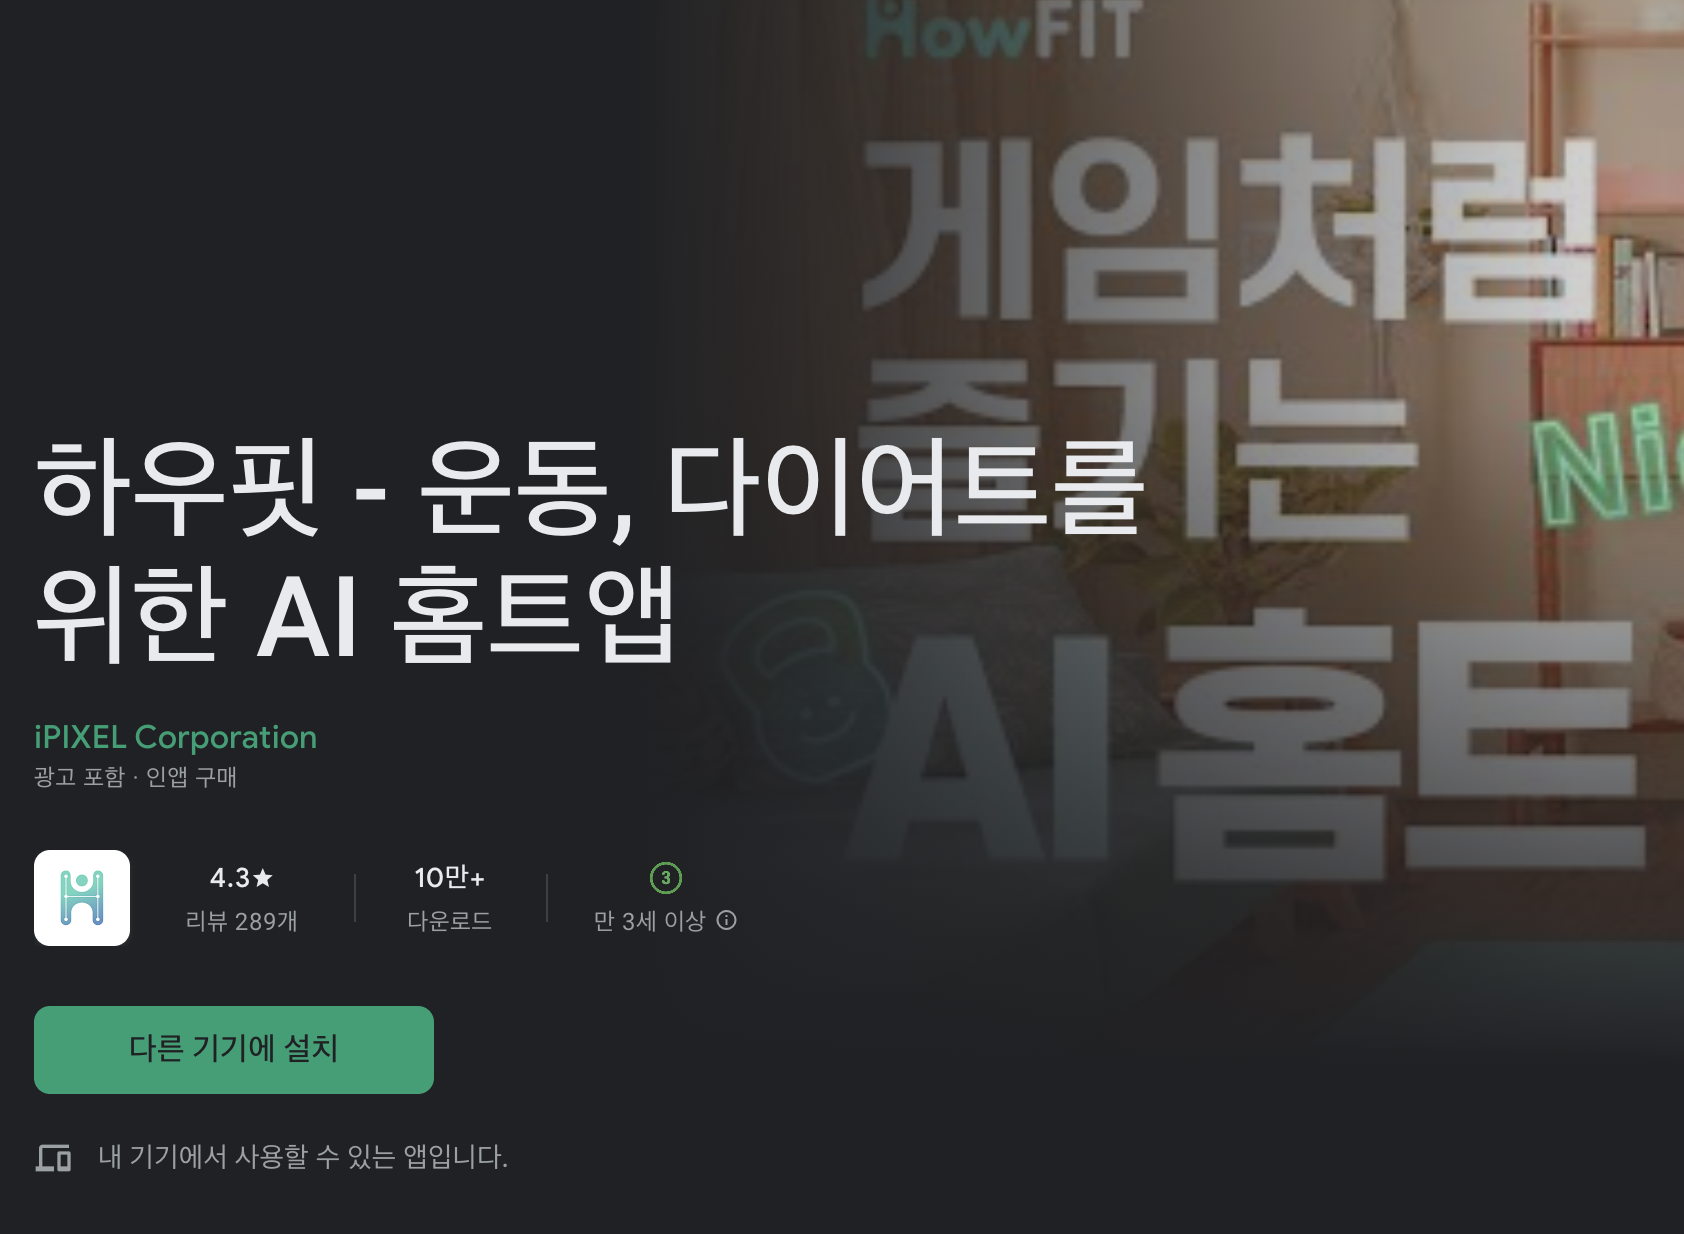 HowFIT
게임처럼
즐기는
AI 홈트
하우핏 - 운동, 다이어트를
위한 AI 홈트앱
iPIXEL Corporation
광고 포함 · 인앱 구매
4.3★
리뷰 289개
10만+
다운로드
3
만 3세 이상
다른 기기에 설치
내 기기에서 사용할 수 있는 앱입니다.